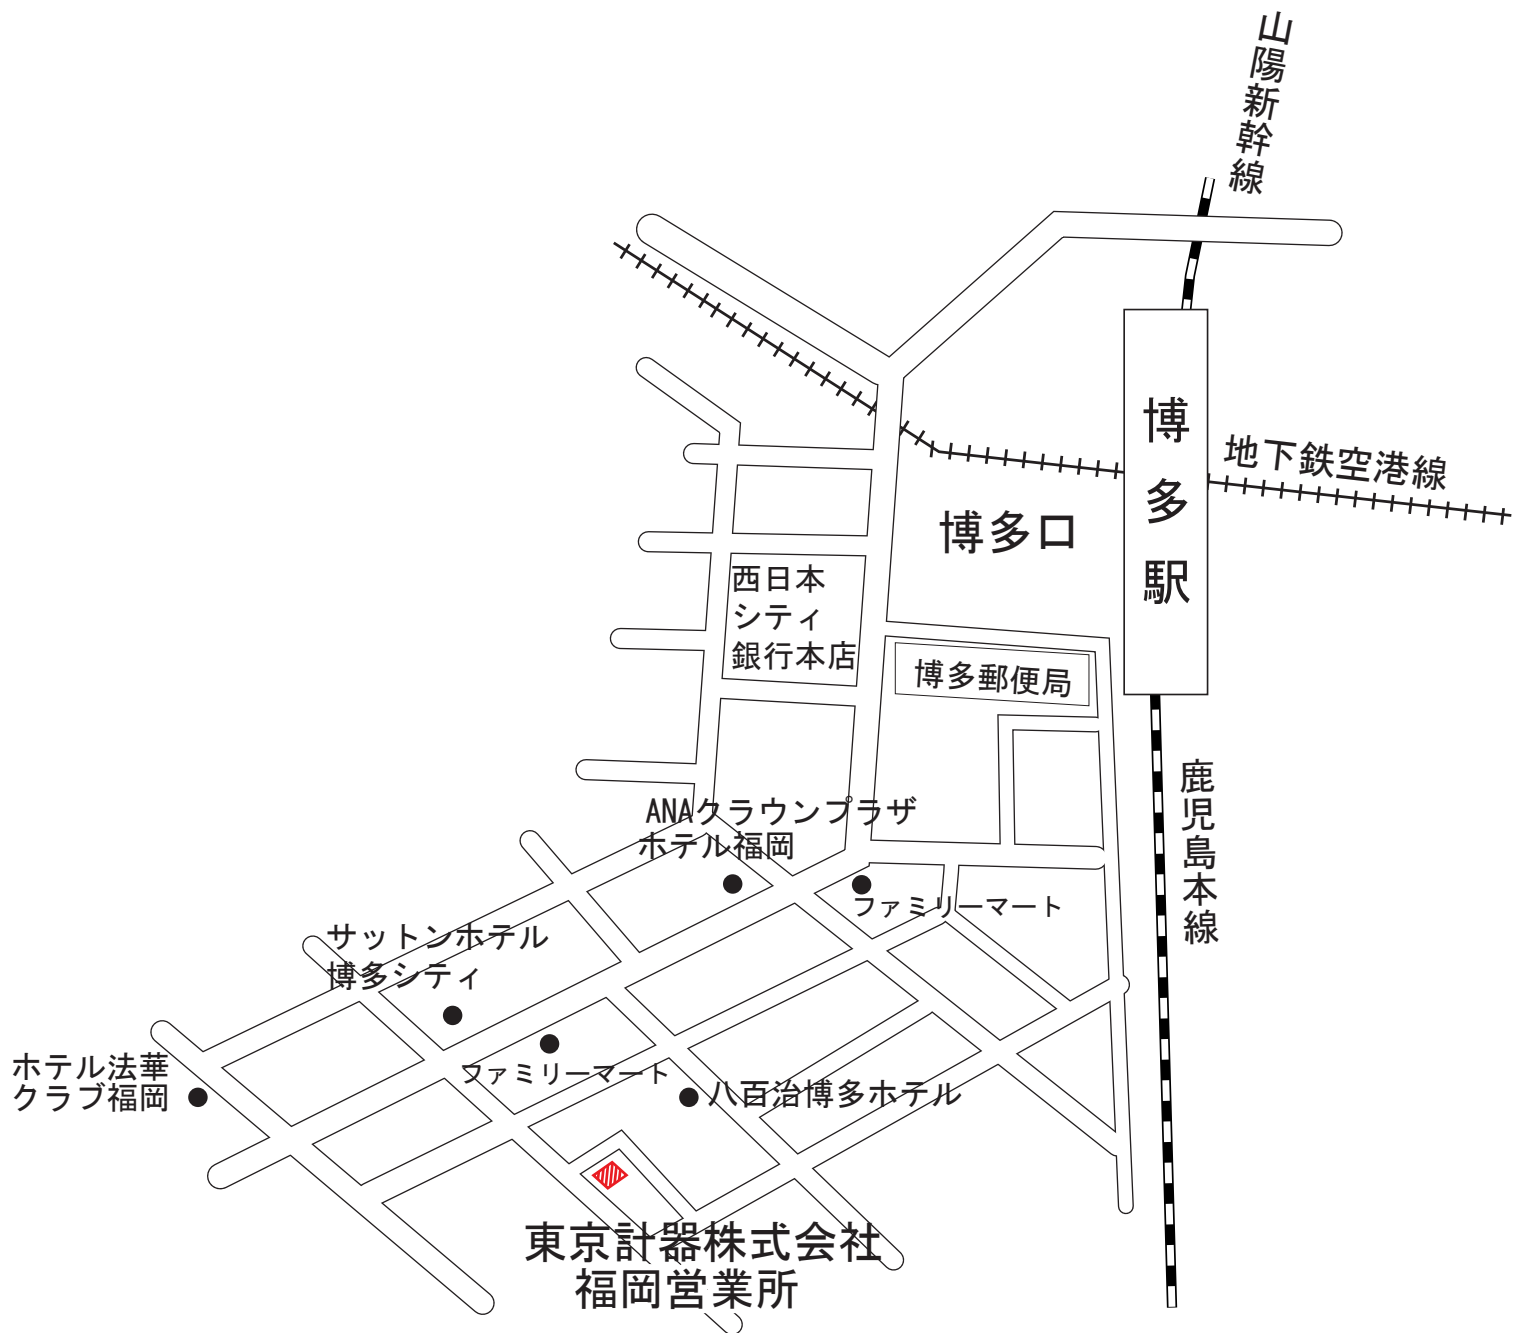 山陽新幹線
博多駅
地下鉄空港線
博多口
西日本
シティ
銀行本店
博多郵便局
鹿児島本線
ANAクラウンプラザ
ホテル福岡
ファミリーマート
サットンホテル
博多シティ
ファミリーマート
ホテル法華
クラブ福岡
八百治博多ホテル
東京計器株式会社
福岡営業所